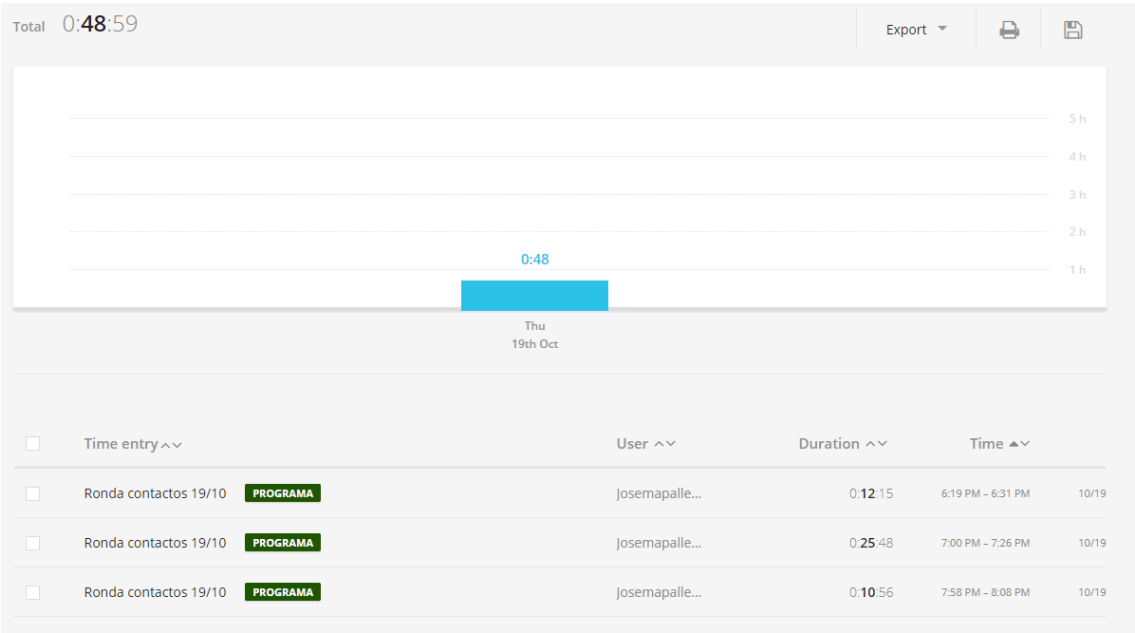 Total 0:48:59 Export
5 h
4 h
3 h
2 h
0:48
1 h
Thu
19th Oct
Time entry User Duration Time
Ronda contactos 19/10 PROGRAMA Josemapalle... 0:12:15 6:19 PM – 6:31 PM 10/19
Ronda contactos 19/10 PROGRAMA Josemapalle... 0:25:48 7:00 PM – 7:26 PM 10/19
Ronda contactos 19/10 PROGRAMA Josemapalle... 0:10:56 7:58 PM – 8:08 PM 10/19